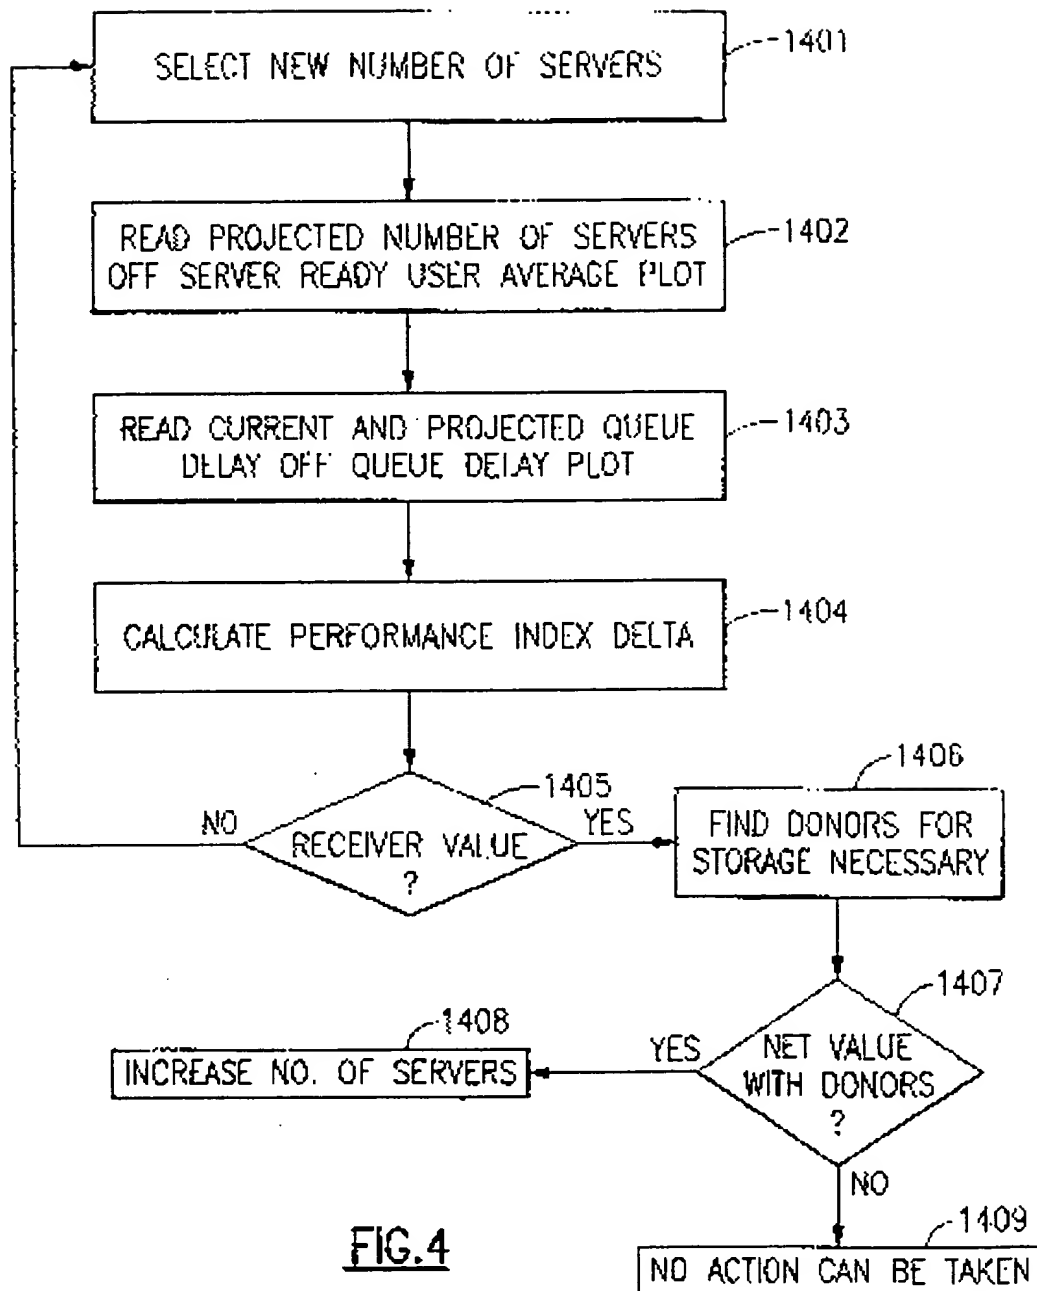 SELECT NEW NUMBER OF SERVERS
1401
READ PROJECTED NUMBER OF SERVERS
OFF SERVER READY USER AVERAGE PLOT
1402
READ CURRENT AND PROJECTED QUEUE
DELAY OFF QUEUE DELAY PLOT
1403
CALCULATE PERFORMANCE INDEX DELTA
1404
RECEIVER VALUE
?
1405
NO
YES
FIND DONORS FOR
STORAGE NECESSARY
1406
NET VALUE
WITH DONORS
?
1407
YES
NO
INCREASE NO. OF SERVERS
1408
NO ACTION CAN BE TAKEN
1409
FIG.4